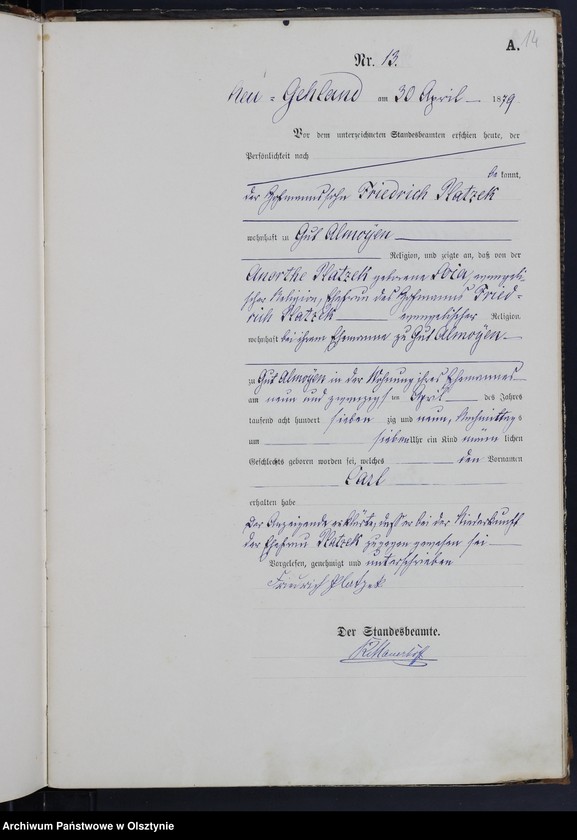 A. 14
Nr. 13.
Neu-Gehland am 30 April 1879
Vor dem unterzeichneten Standesbeamten erschien heute, der
Persönlichkeit nach
bekannt,
der Hofmannssohn Friedrich Platzek
wohnhaft zu Gut Almoyen
Religion, und zeigte an, daß von der
Platzek geborene evangeli-
scher Religion, Ehefrau des Hofmanns Fried-
rich Platzek evangelischer Religion
wohnhaft bei ihrem Ehemanne zu Gut Almoyen
zu Gut Almoyen in der Wohnung ihres Ehemannes
am neun und zwanzigsten April des Jahres
tausend acht hundert siebenzig und neun, Nachmittags
um sieben Uhr ein Kind männlichen
Geschlechts geboren worden sei, welches den Vornamen
Carl
erhalten habe
Der Anzeigende erklärte, daß er bei der Niederkunft
der Ehefrau Platzek zugegen gewesen sei
Vorgelesen, genehmigt und unterschrieben
Friedrich Platzek
Der Standesbeamte.
Archiwum Państwowe w Olsztynie